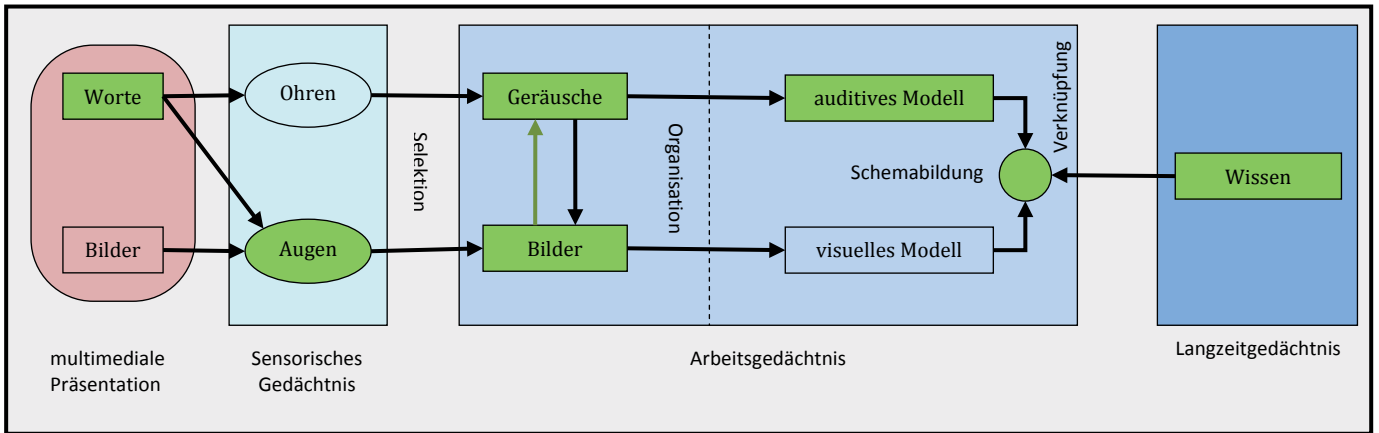 Worte
Ohren
Geräusche
auditives Modell
Verknüpfung
Selektion
Organisation
Schemabildung
Wissen
Bilder
Augen
Bilder
visuelles Modell
multimediale
Präsentation
Sensorisches
Gedächtnis
Arbeitsgedächtnis
Langzeitgedächtnis